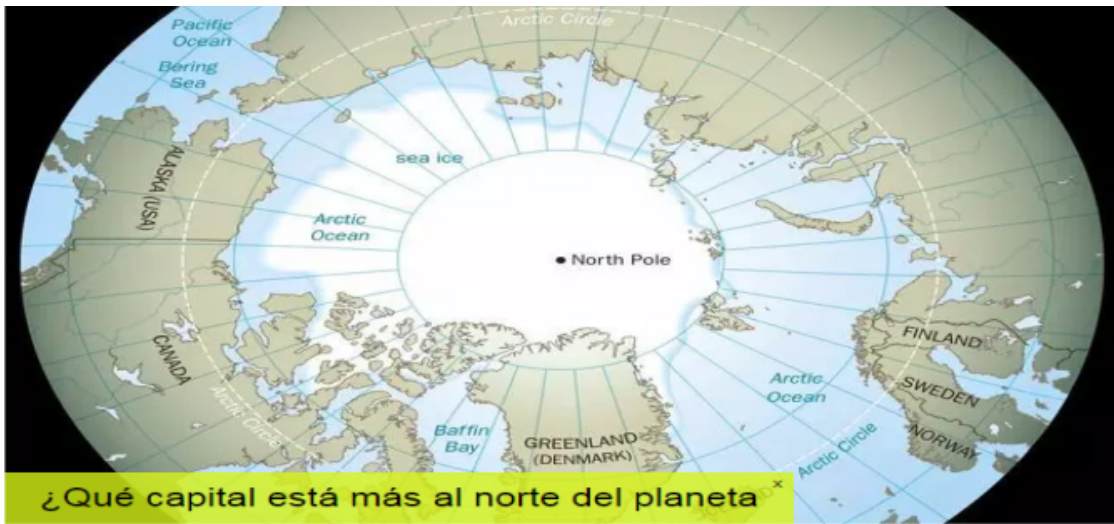 Arctic Circle
Pacific
Ocean
Bering
Sea
sea ice
ALASKA (USA)
Arctic
Ocean
North Pole
CANADA
FINLAND
SWEDEN
NORWAY
Arctic
Ocean
Arctic Circle
Arctic Circle
Baffin
Bay
GREENLAND
(DENMARK)
¿Qué capital está más al norte del planeta
x